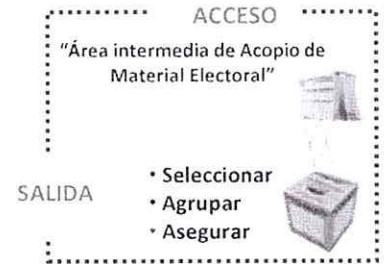 ACCESO
"Área intermedia de Acopio de
Material Electoral"
• Seleccionar
SALIDA
• Agrupar
• Asegurar